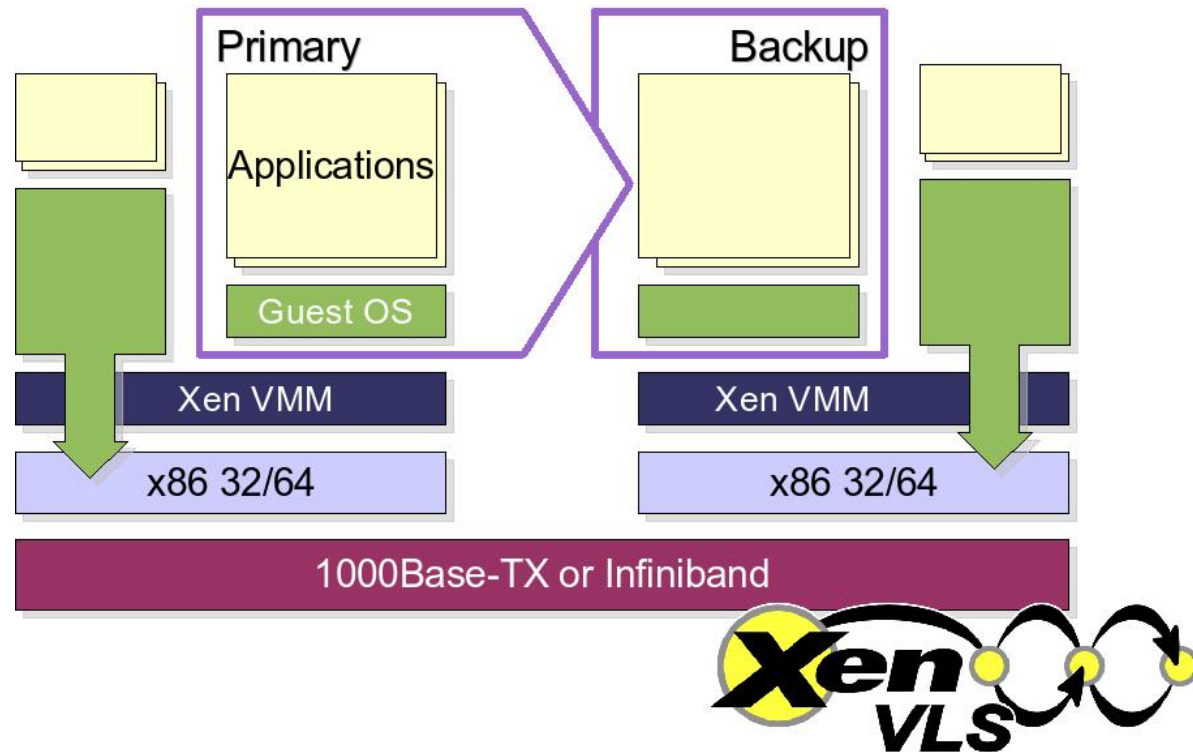 Primary
Backup
Applications
Guest OS
Xen VMM
Xen VMM
x86 32/64
x86 32/64
1000Base-TX or Infiniband
Xen
VLS